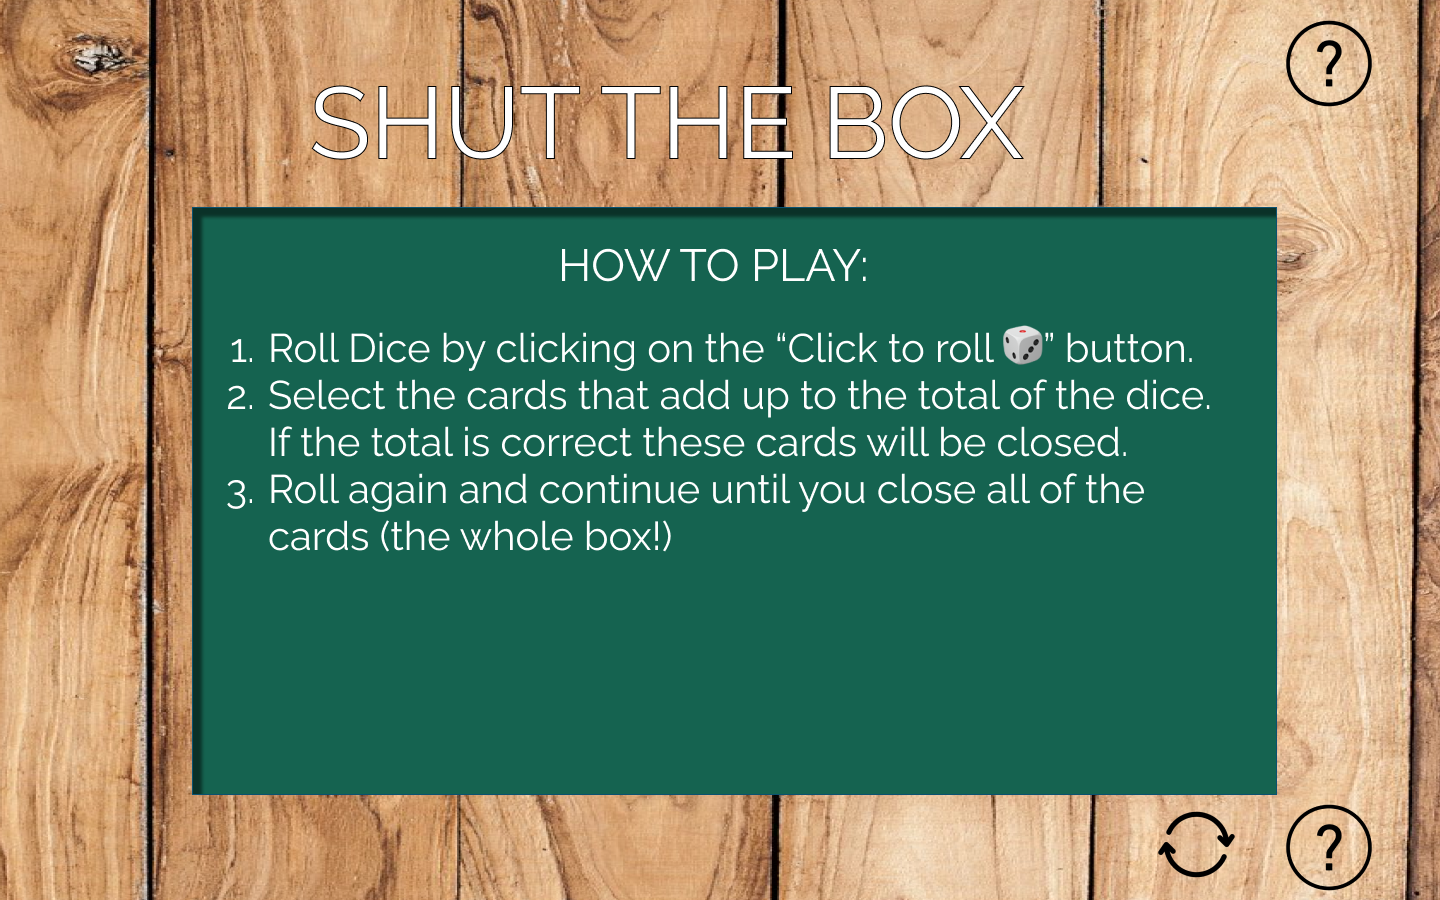 SHUT THE BOX
?
HOW TO PLAY:
1. Roll Dice by clicking on the “Click to roll 🎲” button.
2. Select the cards that add up to the total of the dice.
If the total is correct these cards will be closed.
3. Roll again and continue until you close all of the
cards (the whole box!)
?